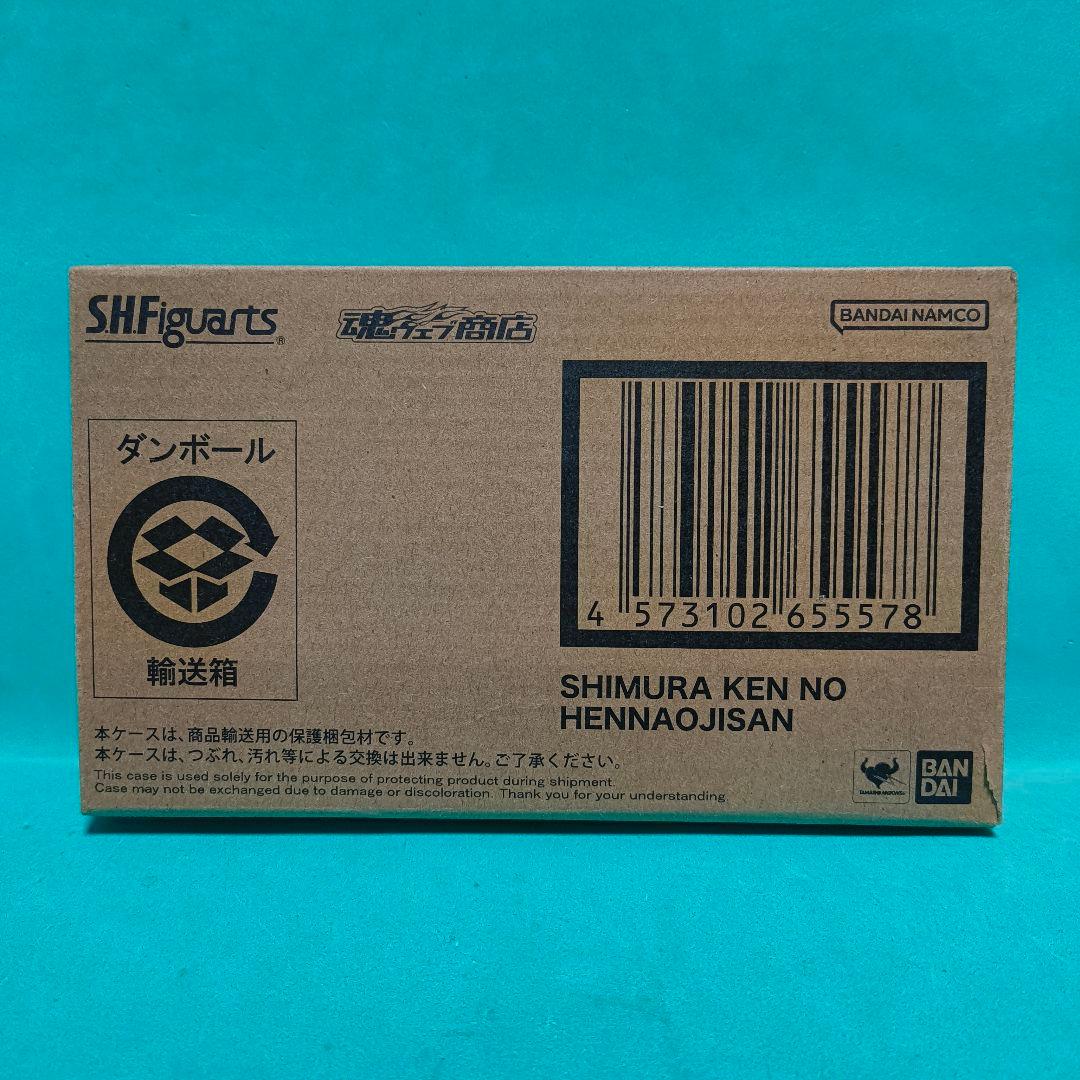 S.H.Figuarts®
魂ウェブ商店
BANDAI NAMCO
ダンボール
輸送箱
4 573102 655578
SHIMURA KEN NO
HENNAOJISAN
本ケースは、商品輸送用の保護梱包材です。
本ケースは、つぶれ、汚れ等による交換は出来ません。ご了承ください。
This case is used solely for the purpose of protecting product during shipment.
Case may not be exchanged due to damage or discoloration. Thank you for your understanding.
TAMASHII NATIONS
BAN
DAI